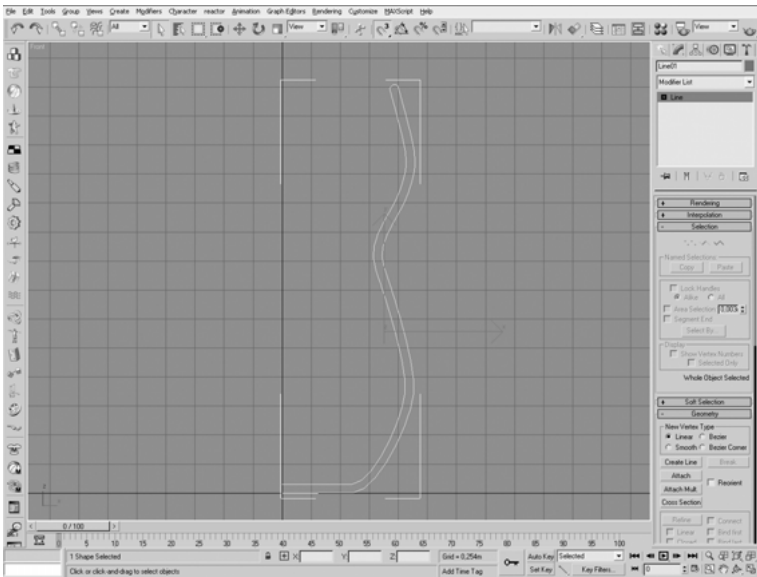 File Edit Tools Group Views Create Modifiers Character reactor Animation Graph Editors Rendering Customize MAXScript Help
All
View
View
Front
Line01
Modifier List
Line
+ Rendering
+ Interpolation
- Selection
Named Selections:
Copy Paste
Lock Handles
Alike All
Area Selection
Segment End
Select By...
Display
Show Vertex Numbers
Selected Only
Whole Object Selected
+ Soft Selection
- Geometry
New Vertex Type
Linear Bezier
Smooth Bezier Corner
Create Line Break
Attach
Reorient
Attach Mult.
Cross Section
Refine Connect
Linear Bind first
0 / 100
0 5 10 15 20 25 30 35 40 45 50 55 60 65 70 75 80 85 90 95 100
1 Shape Selected X: Y: Z: Grid = 0,254m Auto Key Selected
Click or click-and-drag to select objects Add Time Tag Set Key Key Filters... 0